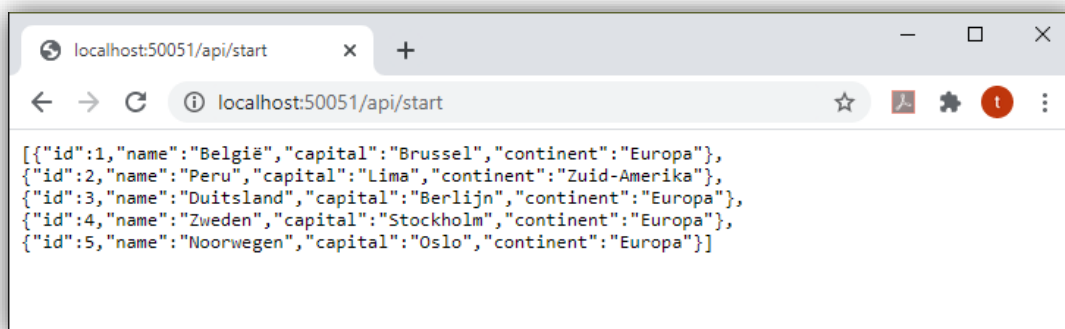 localhost:50051/api/start
localhost:50051/api/start
t
[{"id":1,"name":"België","capital":"Brussel","continent":"Europa"},
{"id":2,"name":"Peru","capital":"Lima","continent":"Zuid-Amerika"},
{"id":3,"name":"Duitsland","capital":"Berlijn","continent":"Europa"},
{"id":4,"name":"Zweden","capital":"Stockholm","continent":"Europa"},
{"id":5,"name":"Noorwegen","capital":"Oslo","continent":"Europa"}]